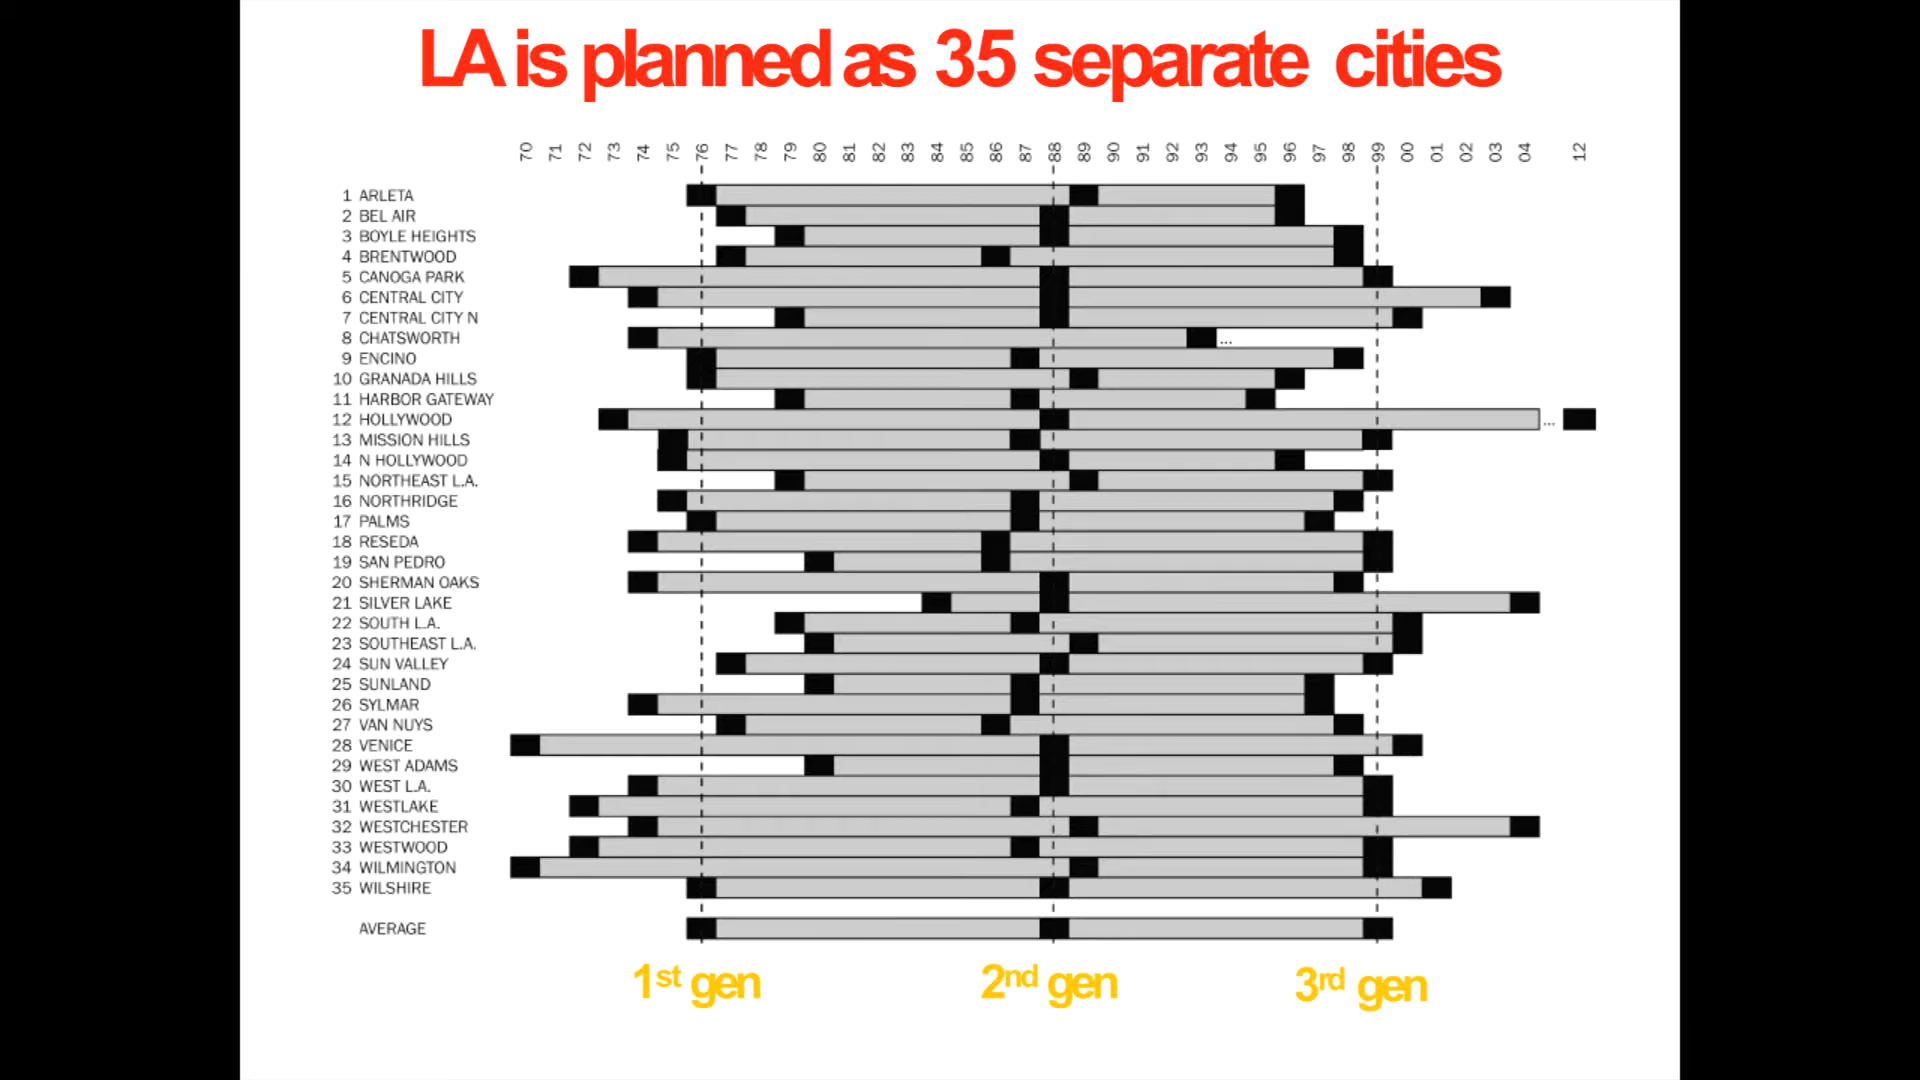 LA is planned as 35 separate cities
70 71 72 73 74 75 76 77 78 79 80 81 82 83 84 85 86 87 88 89 90 91 92 93 94 95 96 97 98 99 00 01 02 03 04 12
1 ARLETA
2 BEL AIR
3 BOYLE HEIGHTS
4 BRENTWOOD
5 CANOGA PARK
6 CENTRAL CITY
7 CENTRAL CITY N
8 CHATSWORTH ...
9 ENCINO
10 GRANADA HILLS
11 HARBOR GATEWAY
12 HOLLYWOOD ...
13 MISSION HILLS
14 N HOLLYWOOD
15 NORTHEAST L.A.
16 NORTHRIDGE
17 PALMS
18 RESEDA
19 SAN PEDRO
20 SHERMAN OAKS
21 SILVER LAKE
22 SOUTH L.A.
23 SOUTHEAST L.A.
24 SUN VALLEY
25 SUNLAND
26 SYLMAR
27 VAN NUYS
28 VENICE
29 WEST ADAMS
30 WEST L.A.
31 WESTLAKE
32 WESTCHESTER
33 WESTWOOD
34 WILMINGTON
35 WILSHIRE
AVERAGE
1st gen 2nd gen 3rd gen